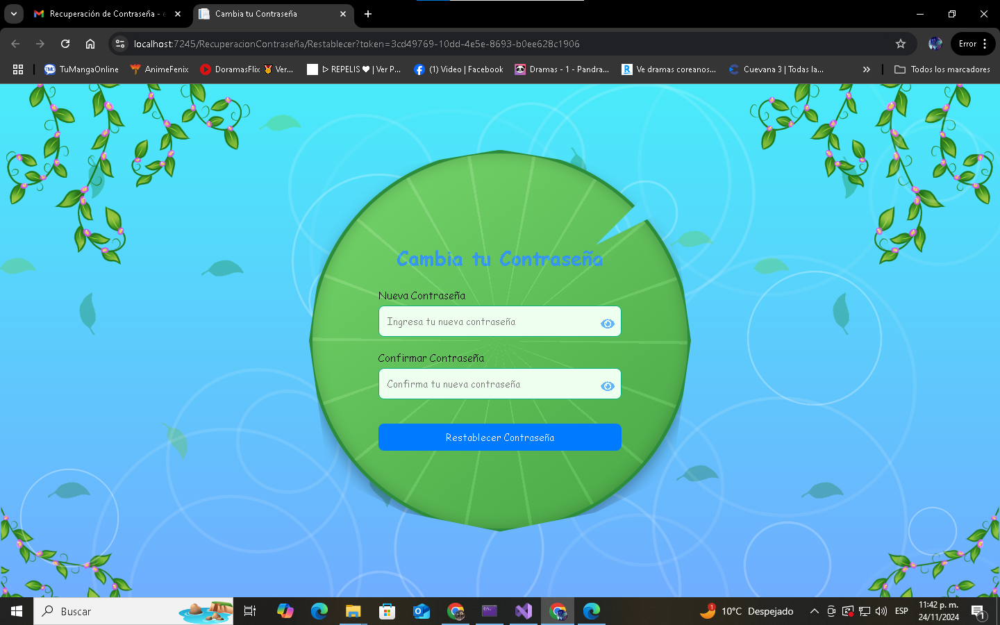 Recuperación de Contraseña - e
Cambia tu Contraseña
localhost:7245/RecuperacionContraseña/Restablecer?token=3cd49769-10dd-4e5e-8693-b0ee628c1906
Error
TuMangaOnline
AnimeFenix
DoramasFlix 🥇 Ver...
▷ REPELIS ♥ | Ver P...
(1) Video | Facebook
Dramas - 1 - Pandra...
Ve dramas coreanos...
Cuevana 3 | Todas la...
Todos los marcadores
Cambia tu Contraseña
Nueva Contraseña
Ingresa tu nueva contraseña
Confirmar Contraseña
Confirma tu nueva contraseña
Restablecer Contraseña
Buscar
1
10°C Despejado
ESP
11:42 p. m.
24/11/2024
1